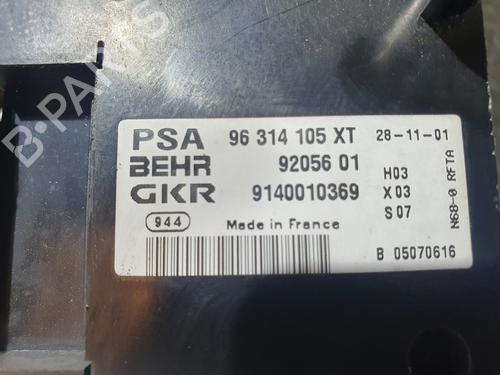 PSA 96 314 105 XT 28-11-01
BEHR 92056 01 H03
GKR 9140010369 X03
S07
N68-0 RFTA
944 Made in France
B 05070616
B-PARTS